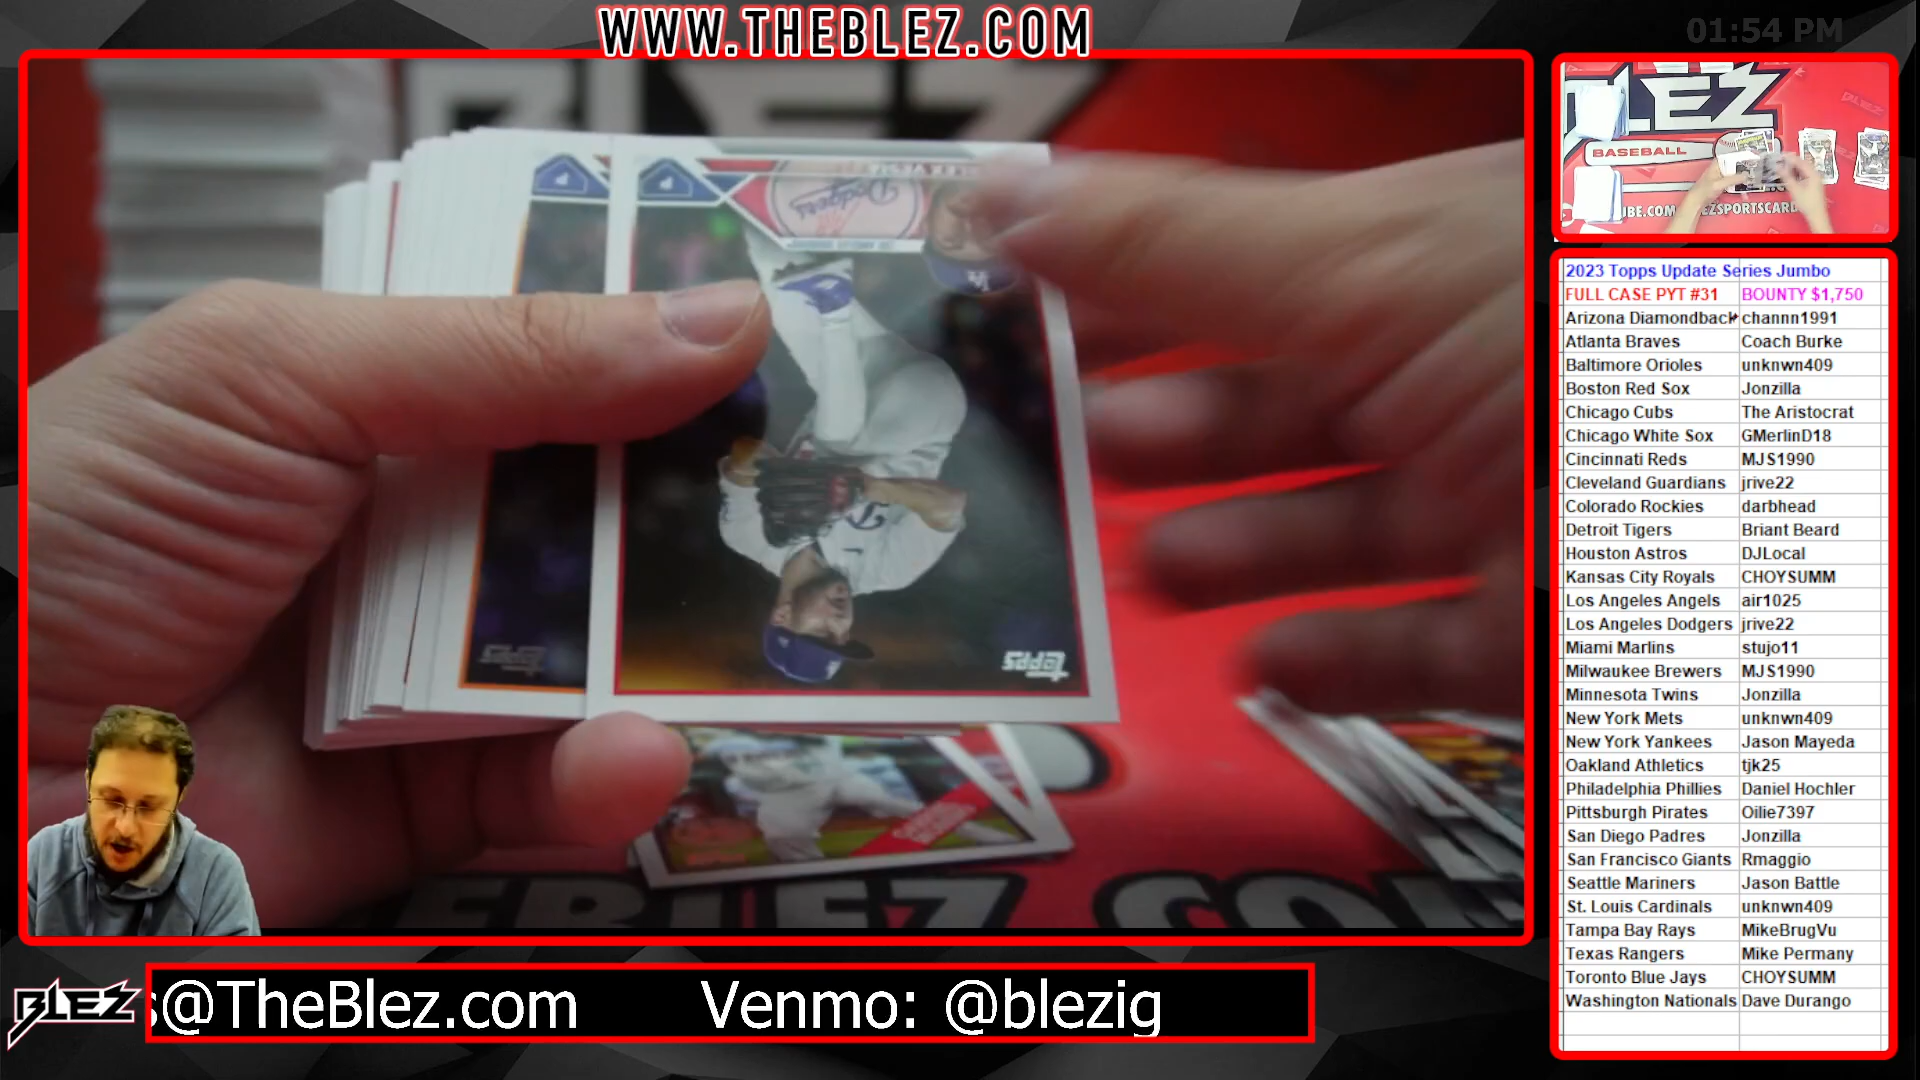 WWW.THEBLEZ.COM
01:54 PM
BLEZ
BASEBALL
UBE.COM
EZSPORTSCARD
2023 Topps Update Series Jumbo
FULL CASE PYT #31 BOUNTY $1,750
Arizona Diamondback channn1991
Atlanta Braves Coach Burke
Baltimore Orioles unknwn409
Boston Red Sox Jonzilla
Chicago Cubs The Aristocrat
Chicago White Sox GMerlinD18
Cincinnati Reds MJS1990
Cleveland Guardians jrive22
Colorado Rockies darbhead
Detroit Tigers Briant Beard
Houston Astros DJLocal
Kansas City Royals CHOYSUMM
Los Angeles Angels air1025
Los Angeles Dodgers jrive22
Miami Marlins stujo11
Milwaukee Brewers MJS1990
Minnesota Twins Jonzilla
New York Mets unknwn409
New York Yankees Jason Mayeda
Oakland Athletics tjk25
Philadelphia Phillies Daniel Hochler
Pittsburgh Pirates Oilie7397
San Diego Padres Jonzilla
San Francisco Giants Rmaggio
Seattle Mariners Jason Battle
St. Louis Cardinals unknwn409
Tampa Bay Rays MikeBrugVu
Texas Rangers Mike Permany
Toronto Blue Jays CHOYSUMM
Washington Nationals Dave Durango
Dodgers
Topps
Topps
BLEZ
s@TheBlez.com Venmo: @blezig